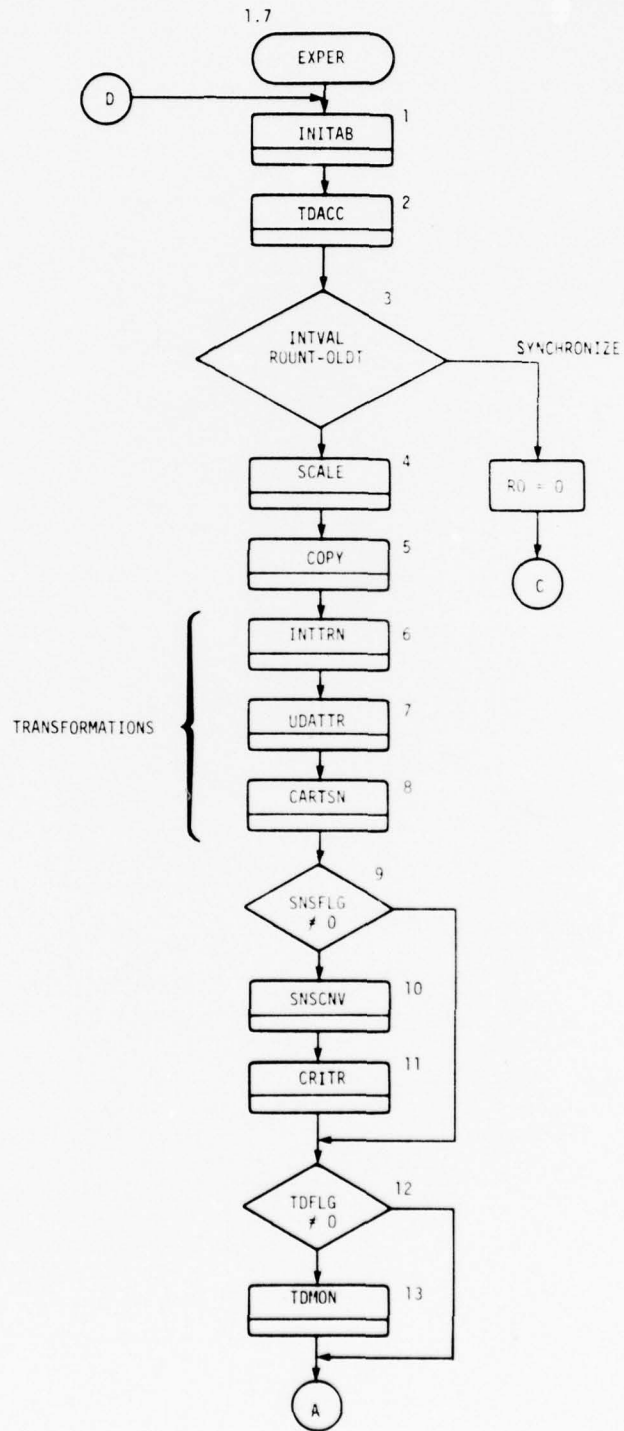 1.7
EXPER
D
1
INITAB
2
TDACC
3
INTVAL
ROUNT-OLDT
SYNCHRONIZE
4
SCALE
R0 = 0
5
COPY
C
6
INTTRN
TRANSFORMATIONS
7
UDATTR
8
CARTSN
9
SNSFLG
≠ 0
10
SNSCNV
11
CRITR
12
TDFLG
≠ 0
13
TDMON
A